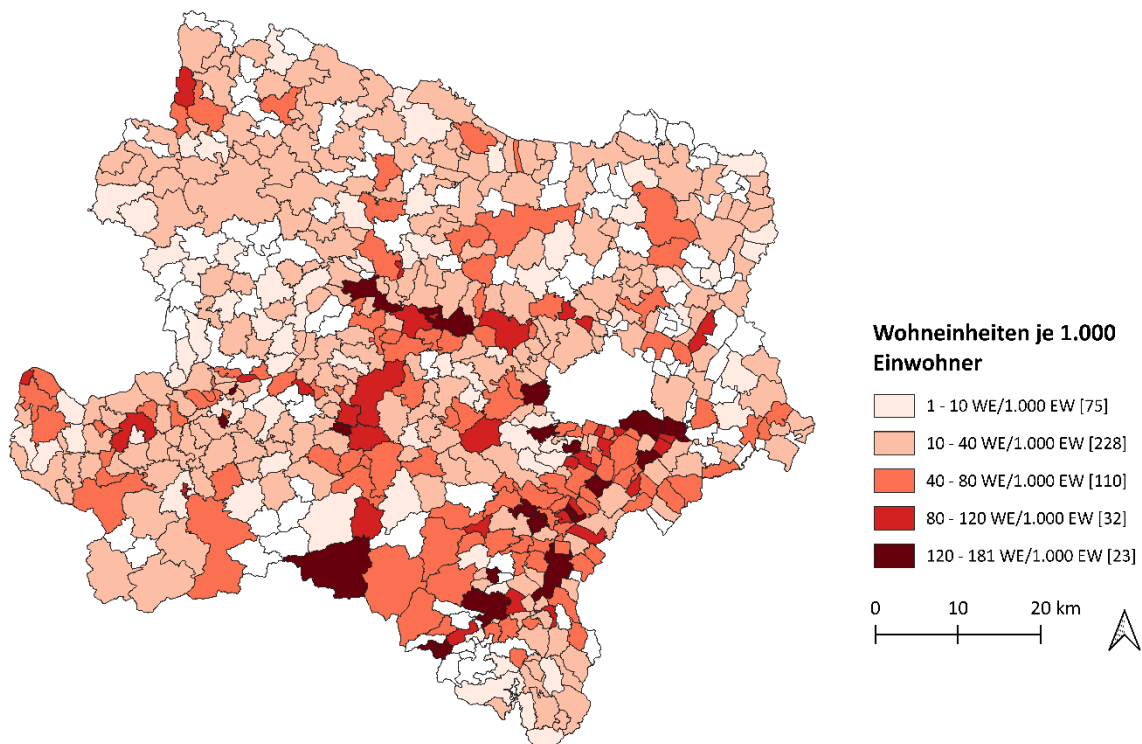 Wohneinheiten je 1.000
Einwohner
1 - 10 WE/1.000 EW [75]
10 - 40 WE/1.000 EW [228]
40 - 80 WE/1.000 EW [110]
80 - 120 WE/1.000 EW [32]
120 - 181 WE/1.000 EW [23]
0 10 20 km